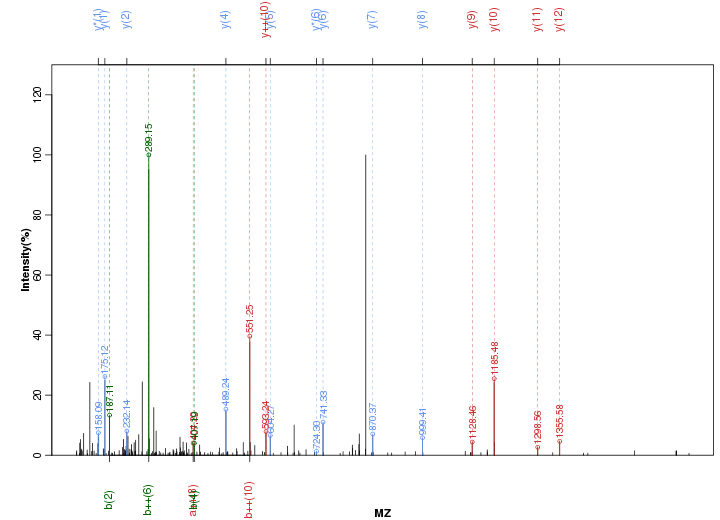 y*(1)
y(1)
y(2)
y(4)
y++(10)
y(5)
y*(6)
y(6)
y(7)
y(8)
y(9)
y(10)
y(11)
y(12)
Intensity(%)
0
20
40
60
80
100
120
158.09
175.12
187.11
232.14
289.15
407.19
489.24
551.25
593.24
604.27
724.30
741.33
870.37
999.41
1128.46
1185.48
1298.56
1355.58
b(2)
b++(6)
b(4)
b++(10)
MZ